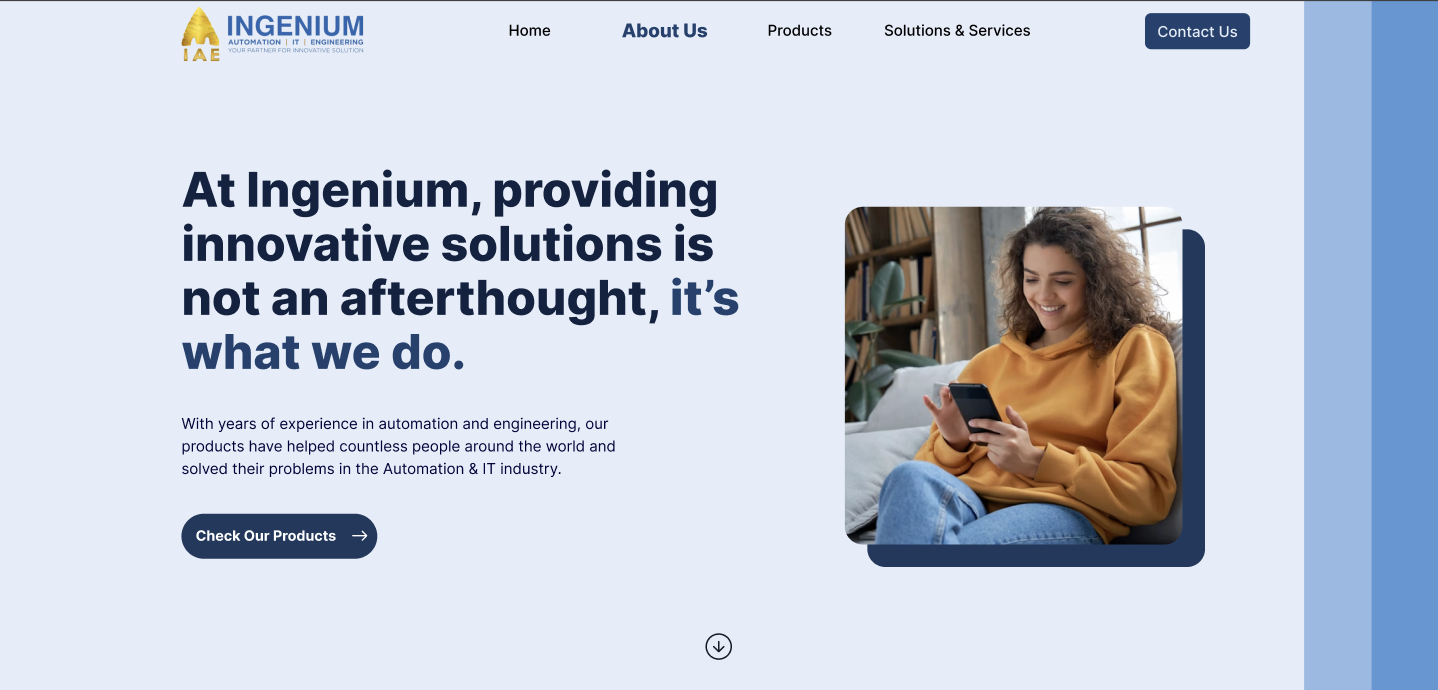 INGENIUM
AUTOMATION | IT | ENGINEERING
YOUR PARTNER FOR INNOVATIVE SOLUTION
IAE
Home
About Us
Products
Solutions & Services
Contact Us
At Ingenium, providing
innovative solutions is
not an afterthought, it’s
what we do.
With years of experience in automation and engineering, our
products have helped countless people around the world and
solved their problems in the Automation & IT industry.
Check Our Products